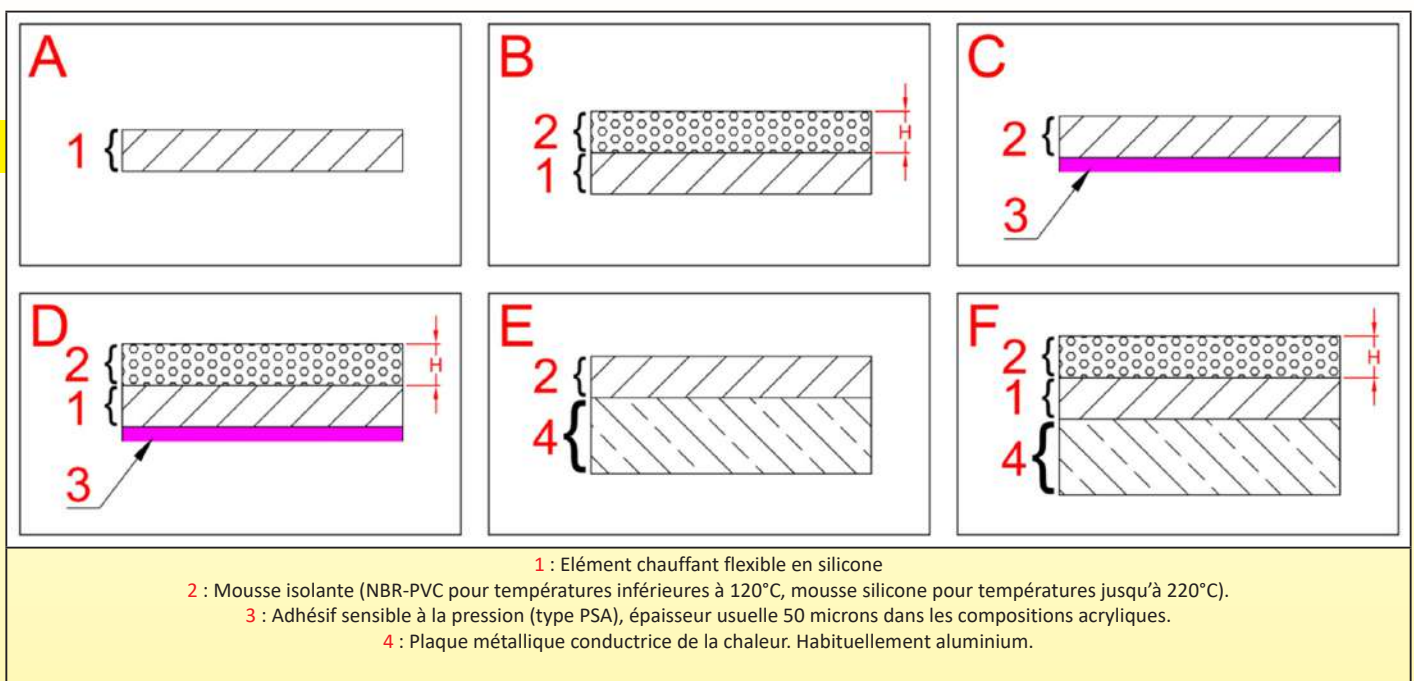 A
1
B
2
1
H
C
2
3
D
2
1
H
3
E
2
4
F
2
1
4
H
1 : Elément chauffant flexible en silicone
2 : Mousse isolante (NBR-PVC pour températures inférieures à 120°C, mousse silicone pour températures jusqu’à 220°C).
3 : Adhésif sensible à la pression (type PSA), épaisseur usuelle 50 microns dans les compositions acryliques.
4 : Plaque métallique conductrice de la chaleur. Habituellement aluminium.